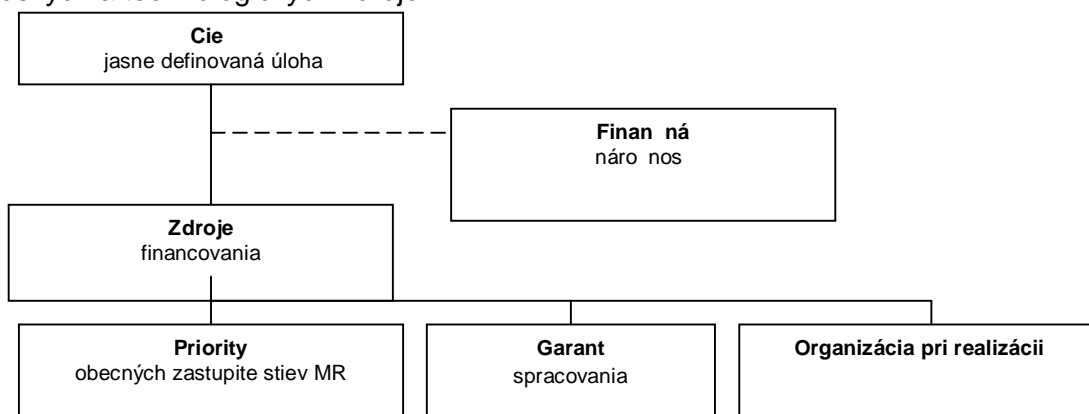 Cie
jasne definovaná úloha
Finan ná
náro nos
Zdroje
financovania
Priority
obecných zastupite stiev MR
Garant
spracovania
Organizácia pri realizácii